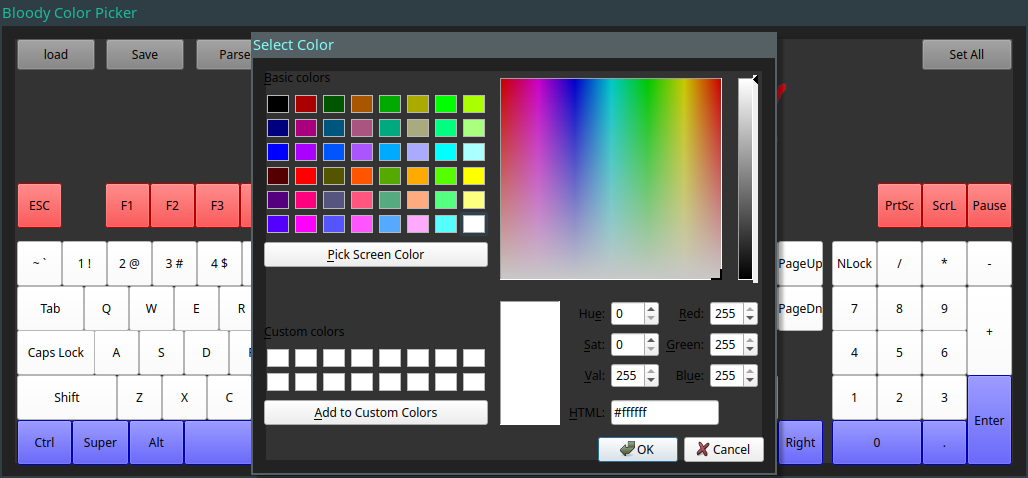 Bloody Color Picker
load Save Parse Set All
Select Color
Basic colors
Pick Screen Color
Custom colors
Add to Custom Colors
Hue: 0 Red: 255
Sat: 0 Green: 255
Val: 255 Blue: 255
HTML: #ffffff
OK Cancel
ESC F1 F2 F3 PrtSc ScrL Pause
~ ` 1 ! 2 @ 3 # 4 $ PageUp NLock / * -
Tab Q W E R PageDn 7 8 9 +
Caps Lock A S D 4 5 6
Shift Z X C 1 2 3 Enter
Ctrl Super Alt Right 0 .